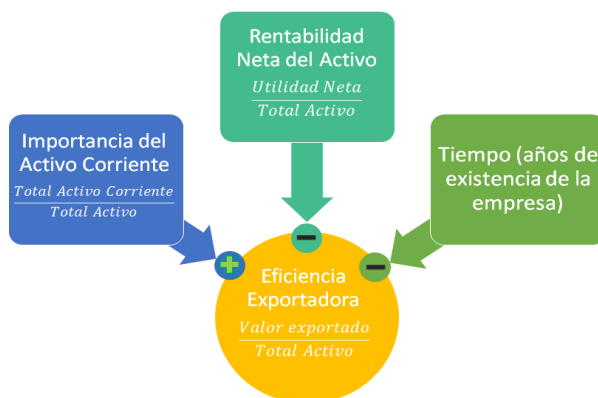 Rentabilidad
Neta del Activo
Utilidad Neta
Total Activo
Importancia del
Activo Corriente
Total Activo Corriente
Total Activo
Tiempo (años de
existencia de la
empresa)
+
−
−
Eficiencia
Exportadora
Valor exportado
Total Activo